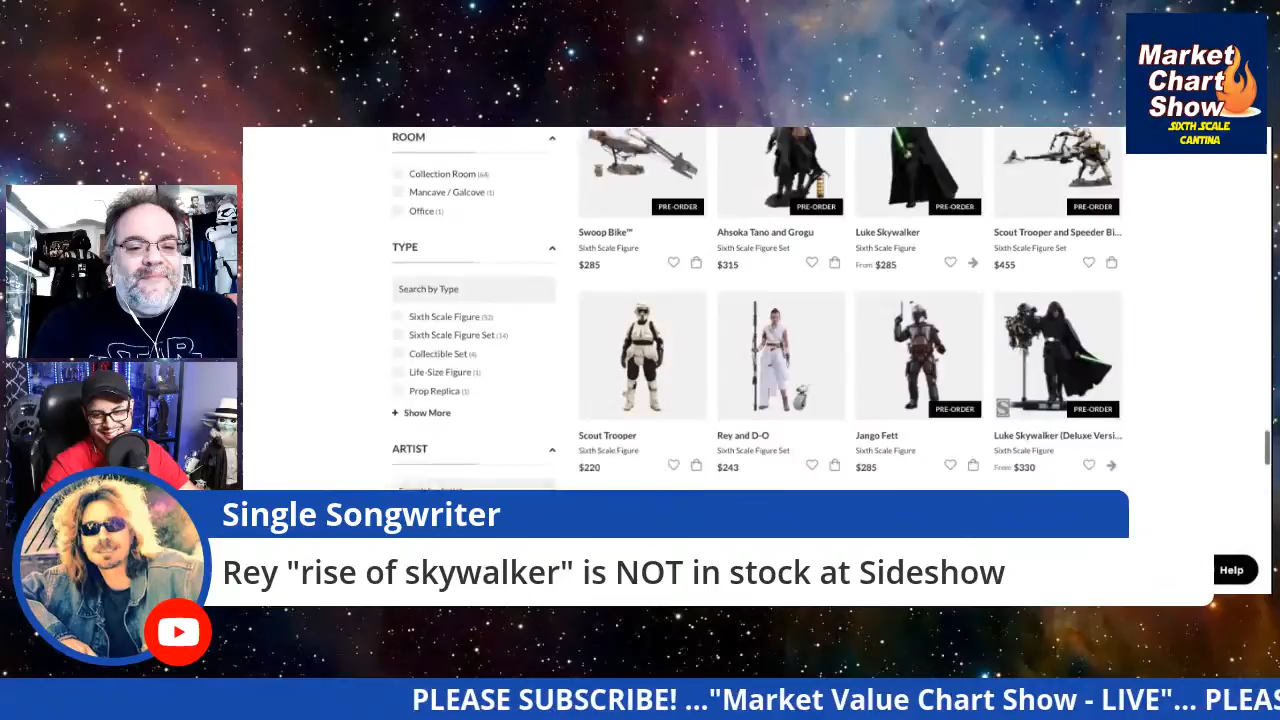 Market
Chart
Show
SIXTH SCALE
CANTINA
ROOM
Collection Room (64)
Mancave / Galcove (1)
Office (1)
TYPE
Search by Type
Sixth Scale Figure (52)
Sixth Scale Figure Set (14)
Collectible Set (4)
Life-Size Figure (1)
Prop Replica (1)
+ Show More
ARTIST
PRE-ORDER
PRE-ORDER
PRE-ORDER
PRE-ORDER
Swoop Bike™
Sixth Scale Figure
$285
Ahsoka Tano and Grogu
Sixth Scale Figure Set
$315
Luke Skywalker
Sixth Scale Figure
From $285
Scout Trooper and Speeder Bi...
Sixth Scale Figure Set
$455
Scout Trooper
Sixth Scale Figure
$220
Rey and D-O
Sixth Scale Figure Set
$243
PRE-ORDER
Jango Fett
Sixth Scale Figure
$285
PRE-ORDER
Luke Skywalker (Deluxe Versi...
Sixth Scale Figure
From $330
Help
Single Songwriter
Rey "rise of skywalker" is NOT in stock at Sideshow
PLEASE SUBSCRIBE! ..."Market Value Chart Show - LIVE"... PLEAS